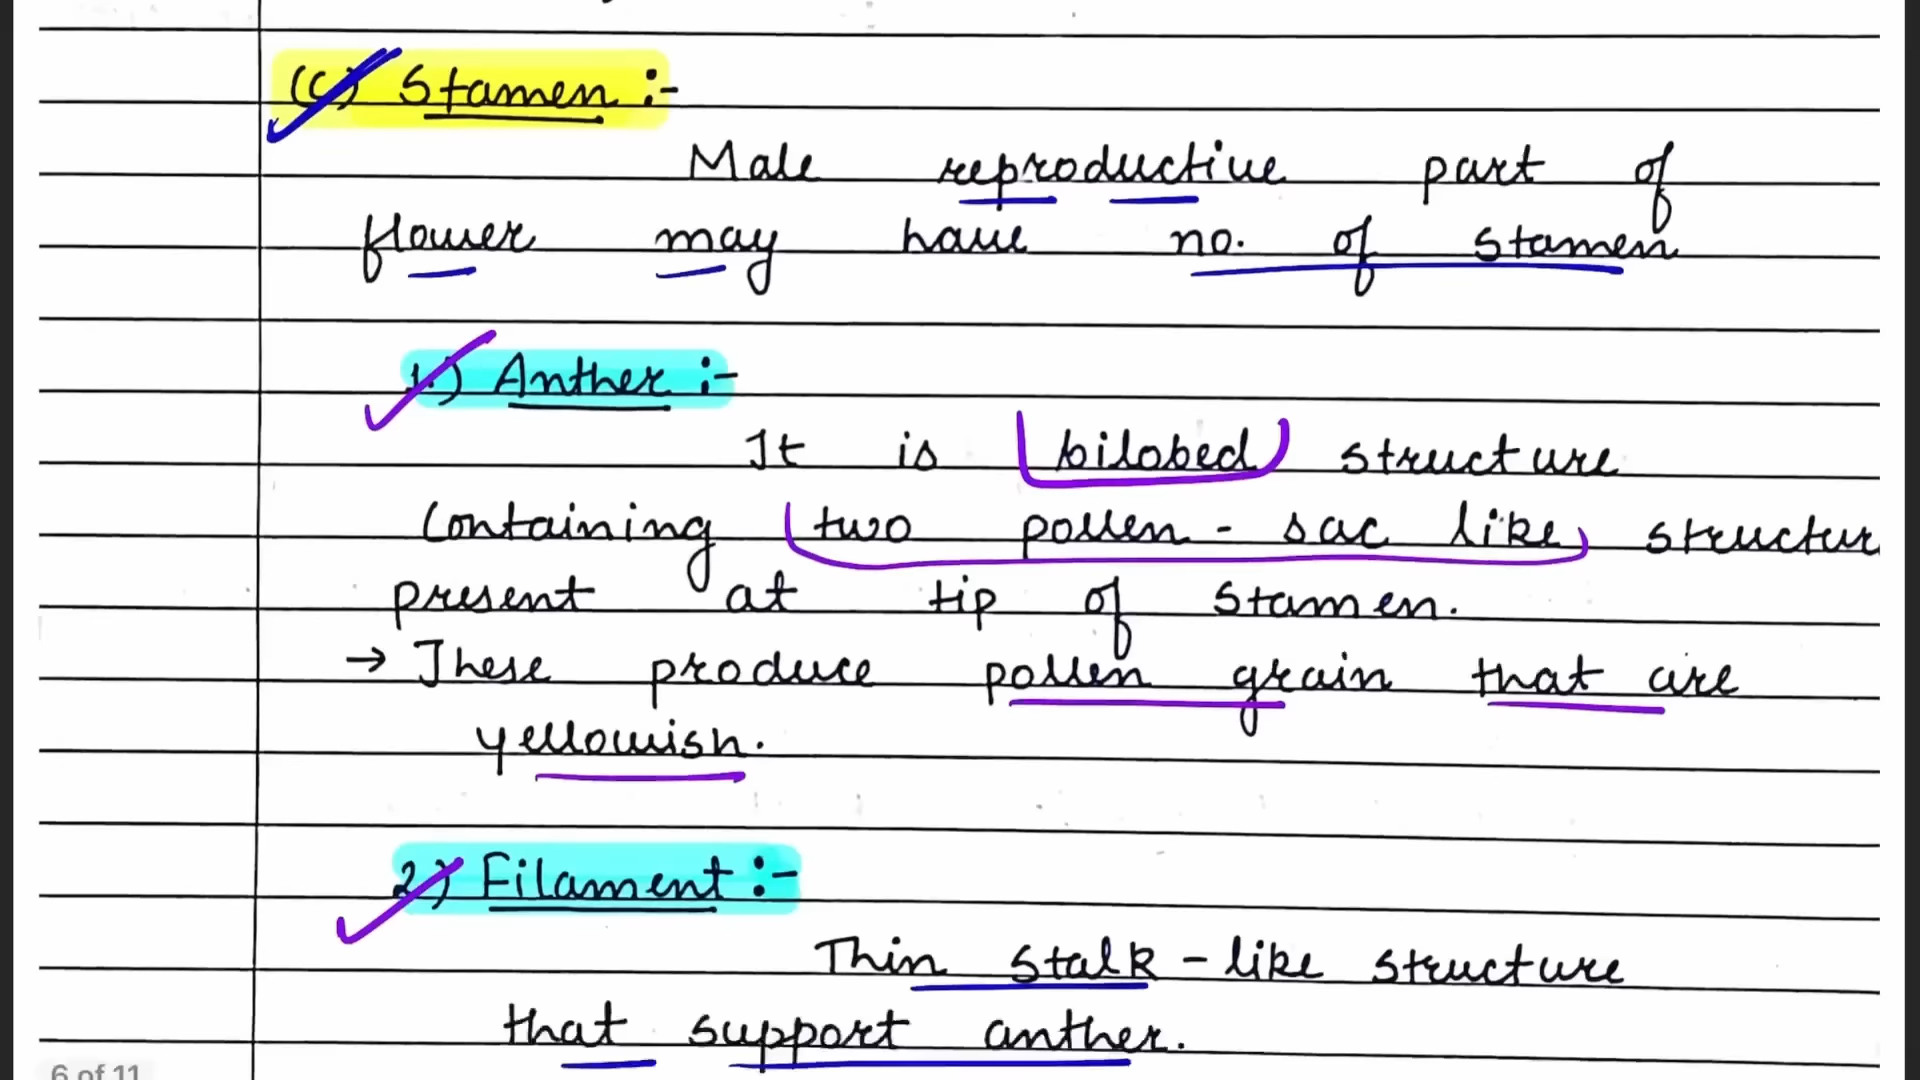 (C) Stamen :-
Male reproductive part of
flower may have no. of stamen
1.) Anther :-
It is bilobed structure
Containing two pollen - sac like structur
present at tip of stamen.
→ These produce pollen grain that are
yellowish.
2.) Filament :-
Thin stalk - like structure
that support anther.
6 of 11